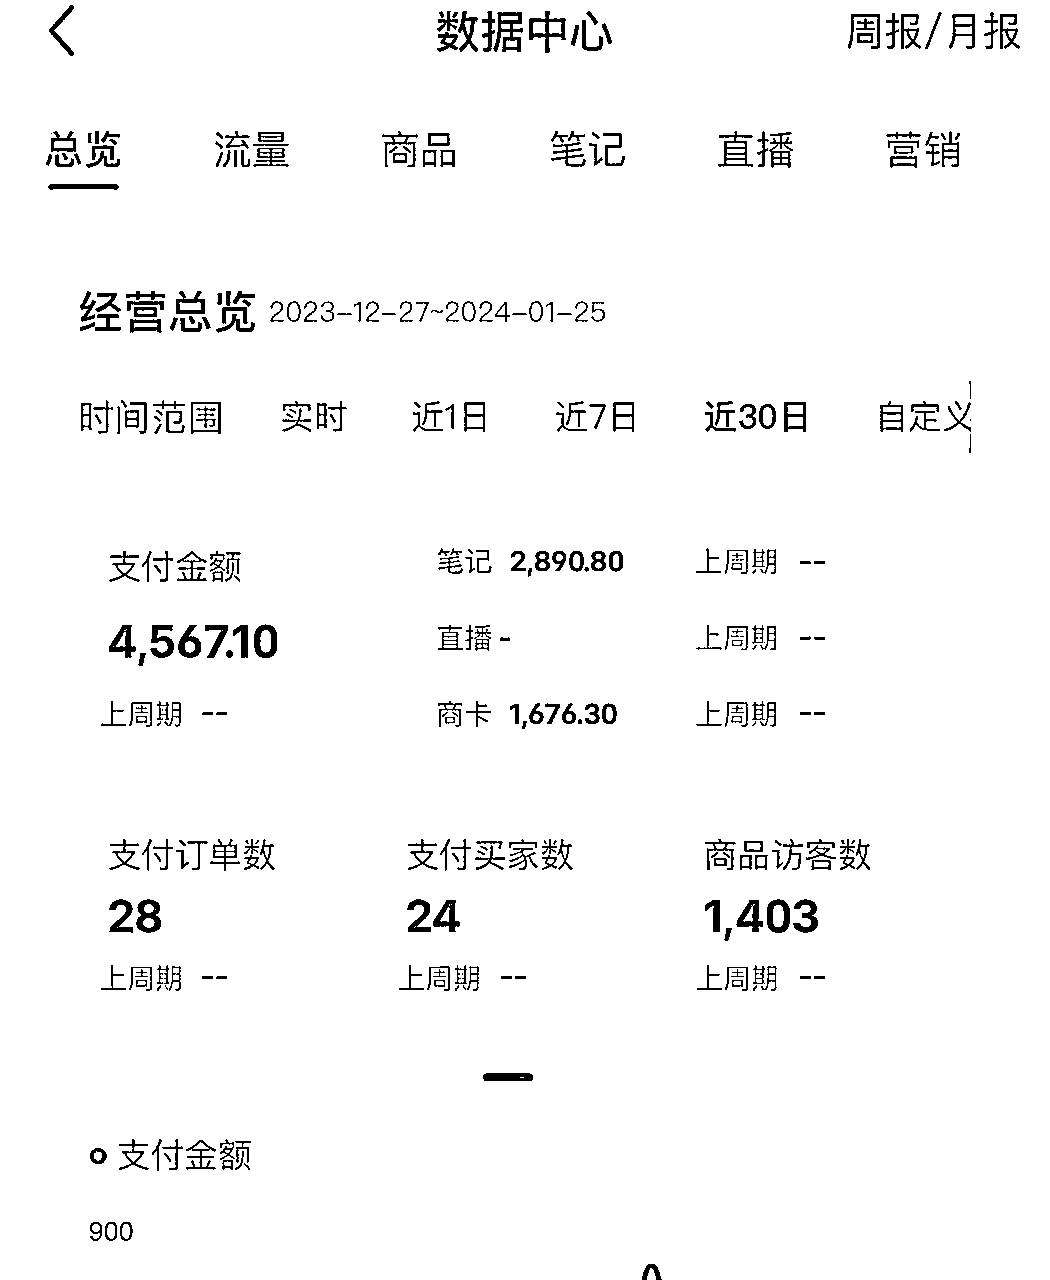 数据中心 周报/月报
总览 流量 商品 笔记 直播 营销
经营总览 2023-12-27~2024-01-25
时间范围 实时 近1日 近7日 近30日 自定义
支付金额 笔记 2,890.80 上周期 --
4,567.10 直播 - 上周期 --
上周期 -- 商卡 1,676.30 上周期 --
支付订单数 支付买家数 商品访客数
28 24 1,403
上周期 -- 上周期 -- 上周期 --
支付金额
900